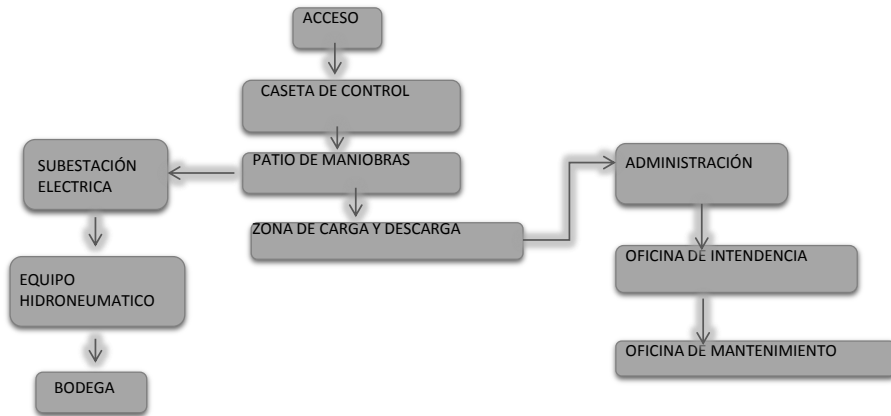 ACCESO
CASETA DE CONTROL
PATIO DE MANIOBRAS
SUBESTACIÓN
ELECTRICA
ADMINISTRACIÓN
ZONA DE CARGA Y DESCARGA
EQUIPO
HIDRONEUMATICO
OFICINA DE INTENDENCIA
OFICINA DE MANTENIMIENTO
BODEGA